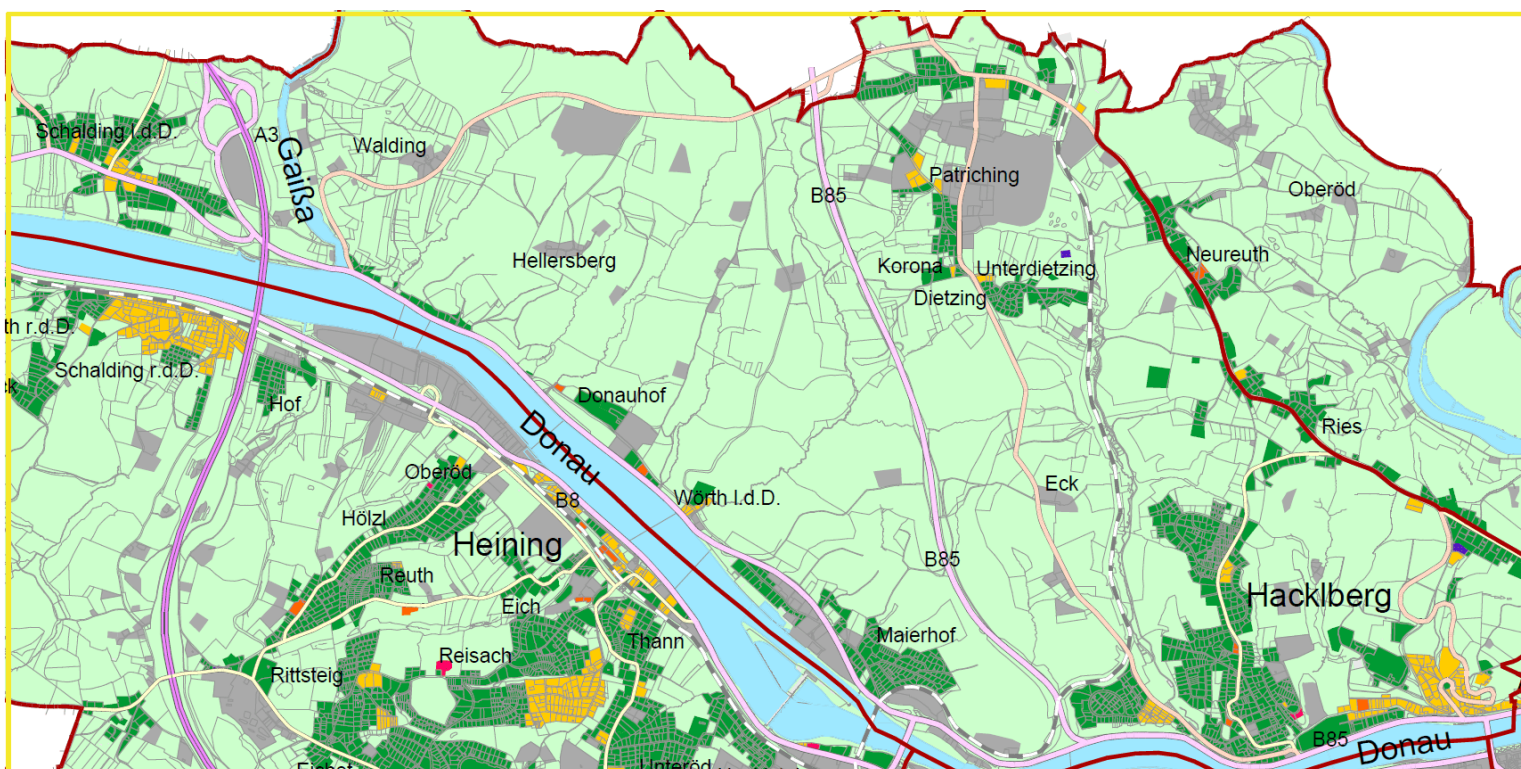 Schalding l.d.D.
A3
Gaißa
Walding
Patriching
B85
Oberöd
Hellersberg
Korona
Unterdietzing
Neureuth
Dietzing
th r.d.D.
Schalding r.d.D.
Hof
Donauhof
Donau
Ries
Oberöd
B8
Wörth l.d.D.
Eck
Hölzl
Heining
B85
Reuth
Eich
Hacklberg
Thann
Maierhof
Reisach
Rittsteig
B85
Donau
Unteröd